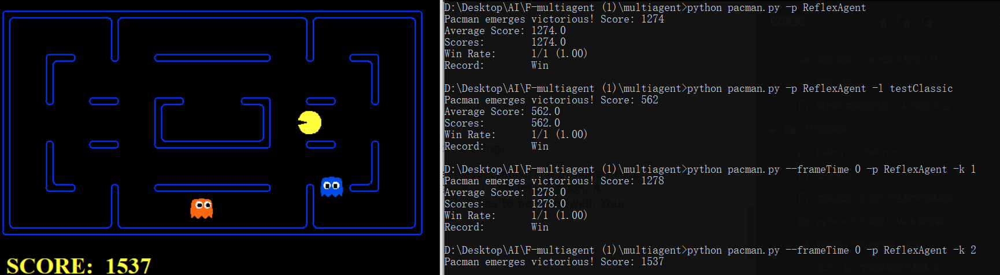 SCORE: 1537
D:\Desktop\AI\F-multiagent (1)\multiagent>python pacman.py -p ReflexAgent
Pacman emerges victorious! Score: 1274
Average Score: 1274.0
Scores:        1274.0
Win Rate:      1/1 (1.00)
Record:        Win
D:\Desktop\AI\F-multiagent (1)\multiagent>python pacman.py -p ReflexAgent -l testClassic
Pacman emerges victorious! Score: 562
Average Score: 562.0
Scores:        562.0
Win Rate:      1/1 (1.00)
Record:        Win
D:\Desktop\AI\F-multiagent (1)\multiagent>python pacman.py --frameTime 0 -p ReflexAgent -k 1
Pacman emerges victorious! Score: 1278
Average Score: 1278.0
Scores:        1278.0
Win Rate:      1/1 (1.00)
Record:        Win
D:\Desktop\AI\F-multiagent (1)\multiagent>python pacman.py --frameTime 0 -p ReflexAgent -k 2
Pacman emerges victorious! Score: 1537